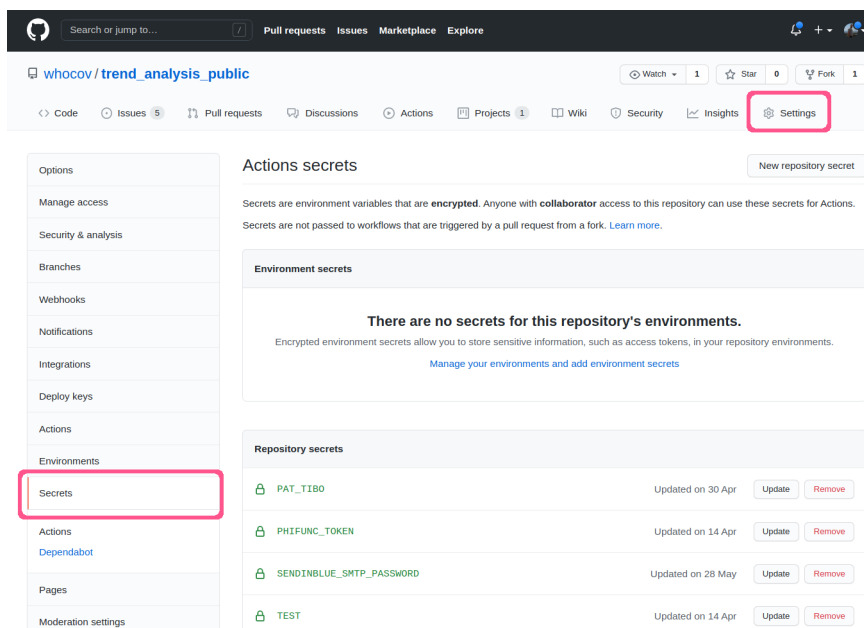 Search or jump to... / Pull requests Issues Marketplace Explore
whocov / trend_analysis_public Watch 1 Star 0 Fork 1
Code Issues 5 Pull requests Discussions Actions Projects 1 Wiki Security Insights Settings
Options
Manage access
Security & analysis
Branches
Webhooks
Notifications
Integrations
Deploy keys
Actions
Environments
Secrets
Actions
Dependabot
Pages
Moderation settings
Actions secrets New repository secret
Secrets are environment variables that are encrypted. Anyone with collaborator access to this repository can use these secrets for Actions.
Secrets are not passed to workflows that are triggered by a pull request from a fork. Learn more.
Environment secrets
There are no secrets for this repository's environments.
Encrypted environment secrets allow you to store sensitive information, such as access tokens, in your repository environments.
Manage your environments and add environment secrets
Repository secrets
PAT_TIBO Updated on 30 Apr Update Remove
PHIFUNC_TOKEN Updated on 14 Apr Update Remove
SENDINBLUE_SMTP_PASSWORD Updated on 28 May Update Remove
TEST Updated on 14 Apr Update Remove